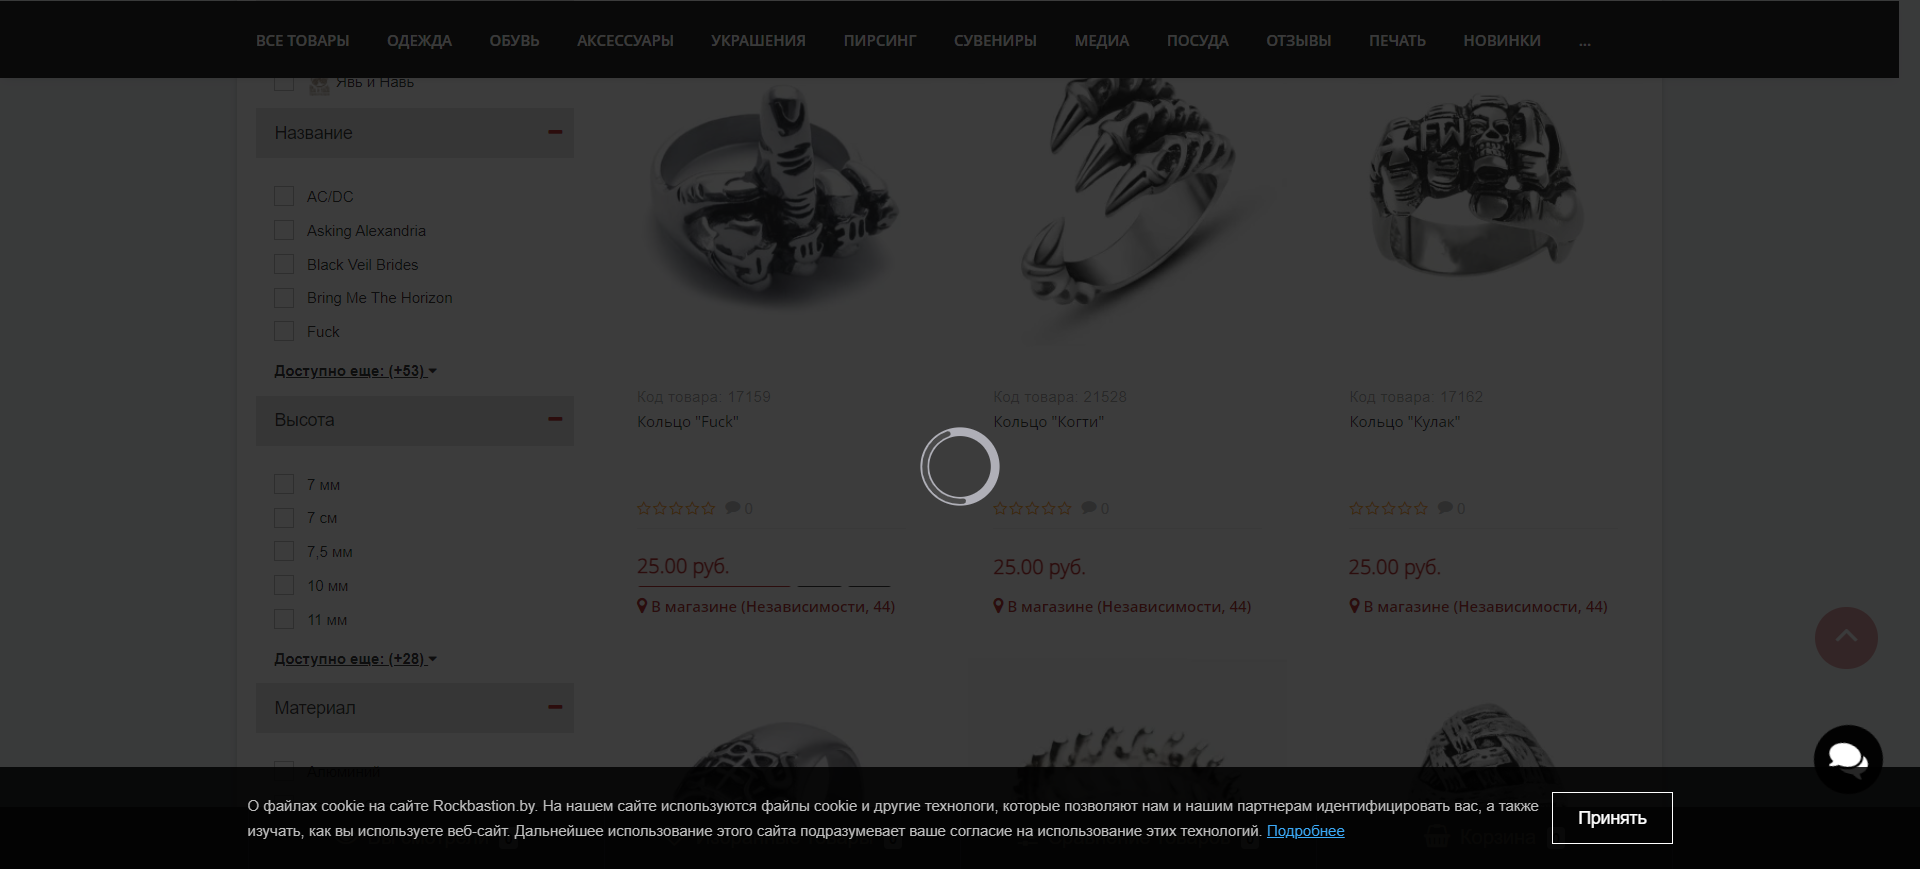 ВСЕ ТОВАРЫ ОДЕЖДА ОБУВЬ АКСЕССУАРЫ УКРАШЕНИЯ ПИРСИНГ СУВЕНИРЫ МЕДИА ПОСУДА ОТЗЫВЫ ПЕЧАТЬ НОВИНКИ ...
Явь и Навь
Название
AC/DC
Asking Alexandria
Black Veil Brides
Bring Me The Horizon
Fuck
Доступно еще: (+53)
Высота
7 мм
7 см
7,5 мм
10 мм
11 мм
Доступно еще: (+28)
Материал
Алюминий
FW
Код товара: 17159
Кольцо "Fuck"
0
25.00 руб.
В магазине (Независимости, 44)
Код товара: 21528
Кольцо "Когти"
0
25.00 руб.
В магазине (Независимости, 44)
Код товара: 17162
Кольцо "Кулак"
0
25.00 руб.
В магазине (Независимости, 44)
О файлах cookie на сайте Rockbastion.by. На нашем сайте используются файлы cookie и другие технологи, которые позволяют нам и нашим партнерам идентифицировать вас, а также
изучать, как вы используете веб-сайт. Дальнейшее использование этого сайта подразумевает ваше согласие на использование этих технологий. Подробнее
Принять
Корзина